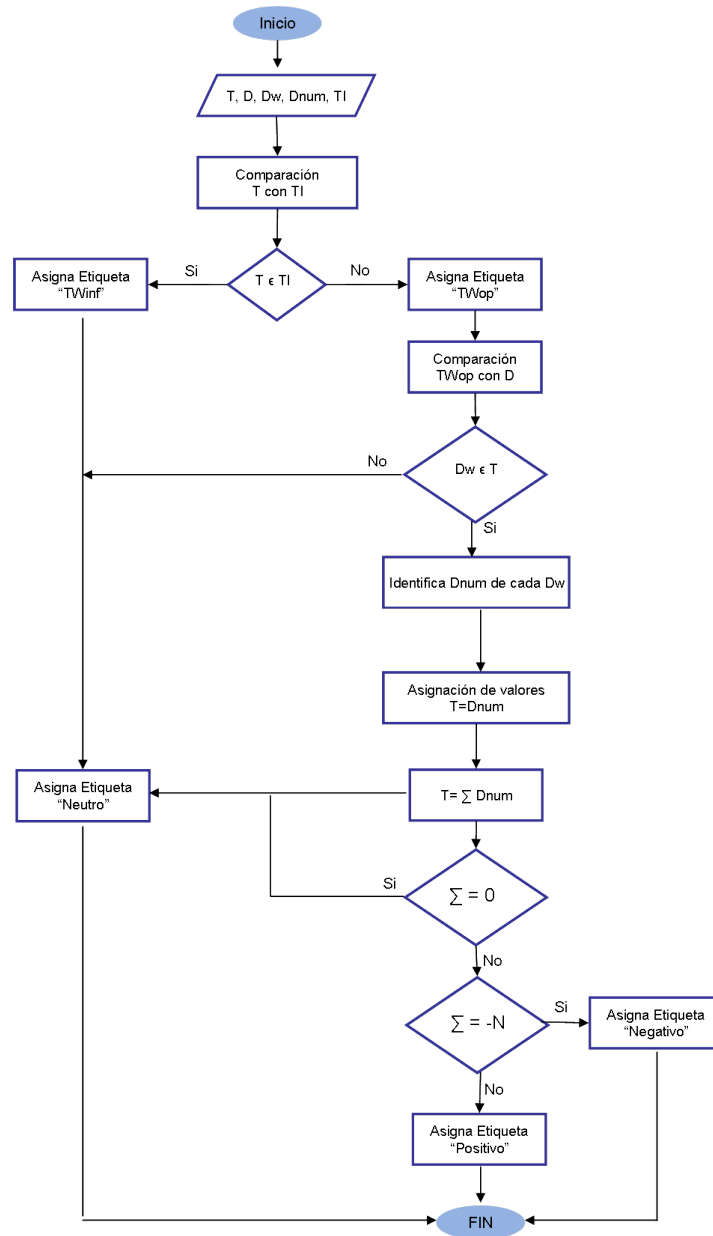 Inicio
T, D, Dw, Dnum, TI
Comparación
T con TI
Si
T ϵ TI
No
Asigna Etiqueta
“TWinf”
Asigna Etiqueta
“TWop”
Comparación
TWop con D
No
Dw ϵ T
Si
Identifica Dnum de cada Dw
Asignación de valores
T=Dnum
Asigna Etiqueta
“Neutro”
T= ∑ Dnum
Si
∑ = 0
No
∑ = -N
Si
Asigna Etiqueta
“Negativo”
No
Asigna Etiqueta
“Positivo”
FIN